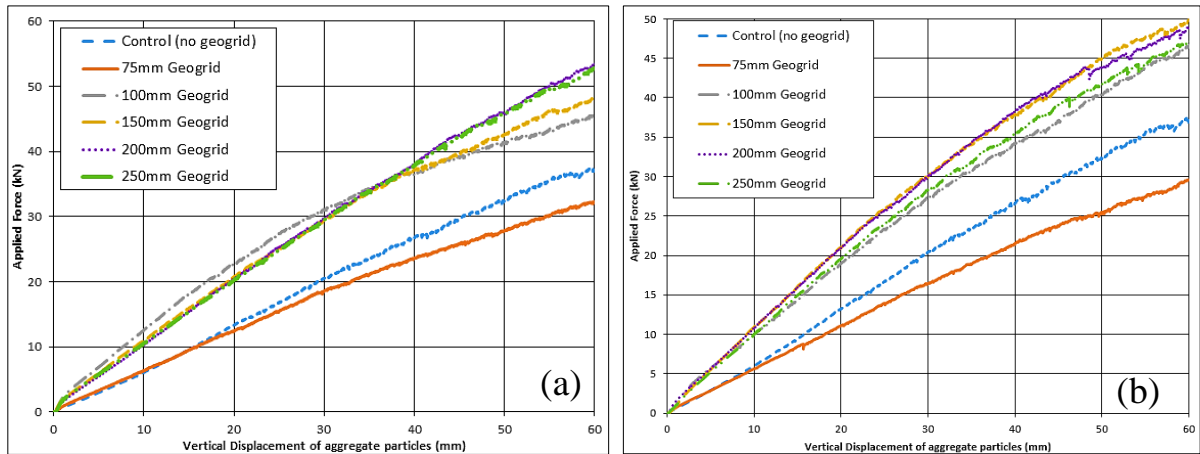 60
50
40
30
20
10
0
Applied Force (kN)
Control (no geogrid)
75mm Geogrid
100mm Geogrid
150mm Geogrid
200mm Geogrid
250mm Geogrid
(a)
0 10 20 30 40 50 60
Vertical Displacement of aggregate particles (mm)
50
45
40
35
30
25
20
15
10
5
0
Applied Force (kN)
Control (no geogrid)
75mm Geogrid
100mm Geogrid
150mm Geogrid
200mm Geogrid
250mm Geogrid
(b)
0 10 20 30 40 50 60
Vertical Displacement of aggregate particles (mm)